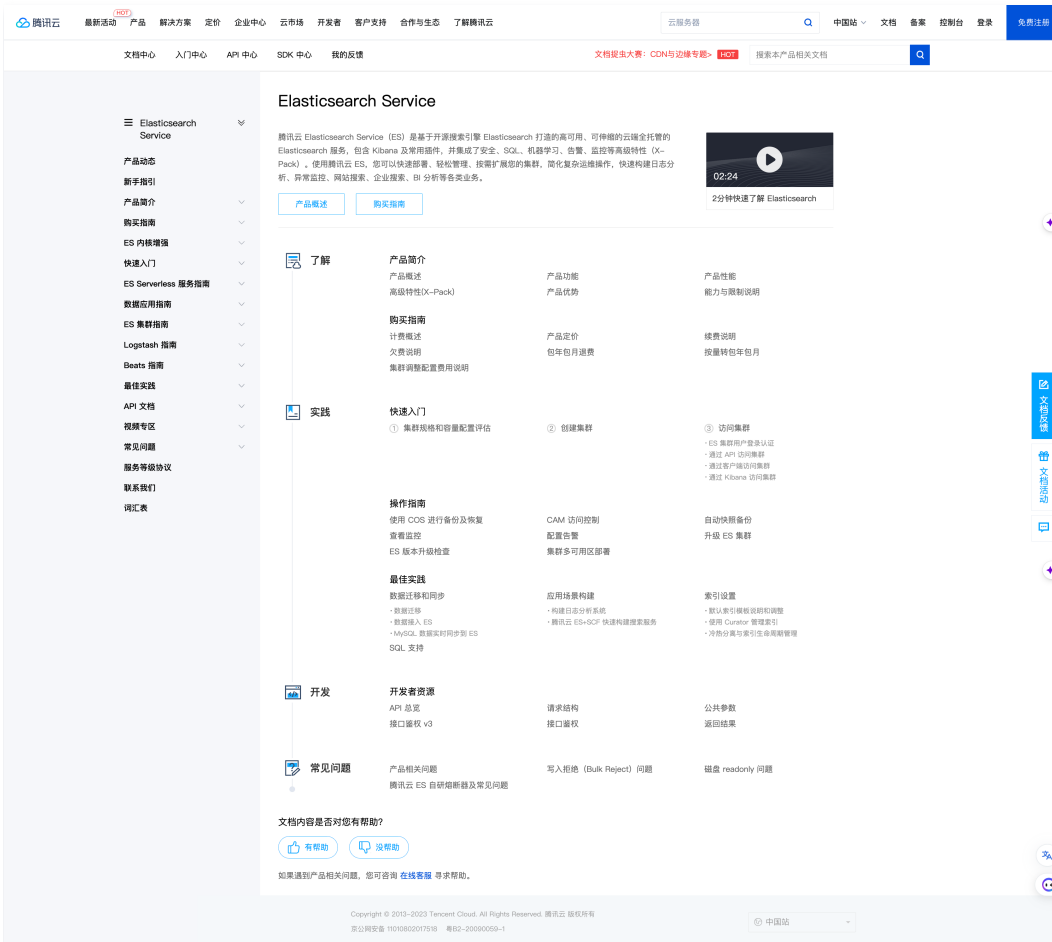 腾讯云
最新活动 HOT 产品 解决方案 定价 企业中心 云市场 开发者 客户支持 合作与生态 了解腾讯云
云服务器
中国站 文档 备案 控制台 登录 免费注册
文档中心 入门中心 API 中心 SDK 中心 我的反馈
文档捉虫大赛：CDN与边缘专题> HOT
搜索本产品相关文档
Elasticsearch
Service
产品动态
新手指引
产品简介
购买指南
ES 内核增强
快速入门
ES Serverless 服务指南
数据应用指南
ES 集群指南
Logstash 指南
Beats 指南
最佳实践
API 文档
视频专区
常见问题
服务等级协议
联系我们
词汇表
Elasticsearch Service
腾讯云 Elasticsearch Service（ES）是基于开源搜索引擎 Elasticsearch 打造的高可用、可伸缩的云端全托管的
Elasticsearch 服务，包含 Kibana 及常用插件，并集成了安全、SQL、机器学习、告警、监控等高级特性（X-
Pack）。使用腾讯云 ES，您可以快速部署、轻松管理、按需扩展您的集群，简化复杂运维操作，快速构建日志分
析、异常监控、网站搜索、企业搜索、BI 分析等各类业务。
产品概述 购买指南
02:24
2分钟快速了解 Elasticsearch
了解
产品简介
产品概述 产品功能 产品性能
高级特性(X-Pack) 产品优势 能力与限制说明
购买指南
计费概述 产品定价 续费说明
欠费说明 包年包月退费 按量转包年包月
集群调整配置费用说明
实践
快速入门
① 集群规格和容量配置评估 ② 创建集群 ③ 访问集群
· ES 集群用户登录认证
· 通过 API 访问集群
· 通过客户端访问集群
· 通过 Kibana 访问集群
操作指南
使用 COS 进行备份及恢复 CAM 访问控制 自动快照备份
查看监控 配置告警 升级 ES 集群
ES 版本升级检查 集群多可用区部署
最佳实践
数据迁移和同步 应用场景构建 索引设置
· 数据迁移 · 构建日志分析系统 · 默认索引模板说明和调整
· 数据接入 ES · 腾讯云 ES+SCF 快速构建搜索服务 · 使用 Curator 管理索引
· MySQL 数据实时同步到 ES · 冷热分离与索引生命周期管理
SQL 支持
开发
开发者资源
API 总览 请求结构 公共参数
接口鉴权 v3 接口鉴权 返回结果
常见问题
产品相关问题 写入拒绝（Bulk Reject）问题 磁盘 readonly 问题
腾讯云 ES 自研熔断器及常见问题
文档内容是否对您有帮助?
有帮助 没帮助
如果遇到产品相关问题，您可咨询 在线客服 寻求帮助。
文档反馈
文档活动
Copyright © 2013-2023 Tencent Cloud. All Rights Reserved. 腾讯云 版权所有
京公网安备 11010802017518 粤B2-20090059-1
中国站